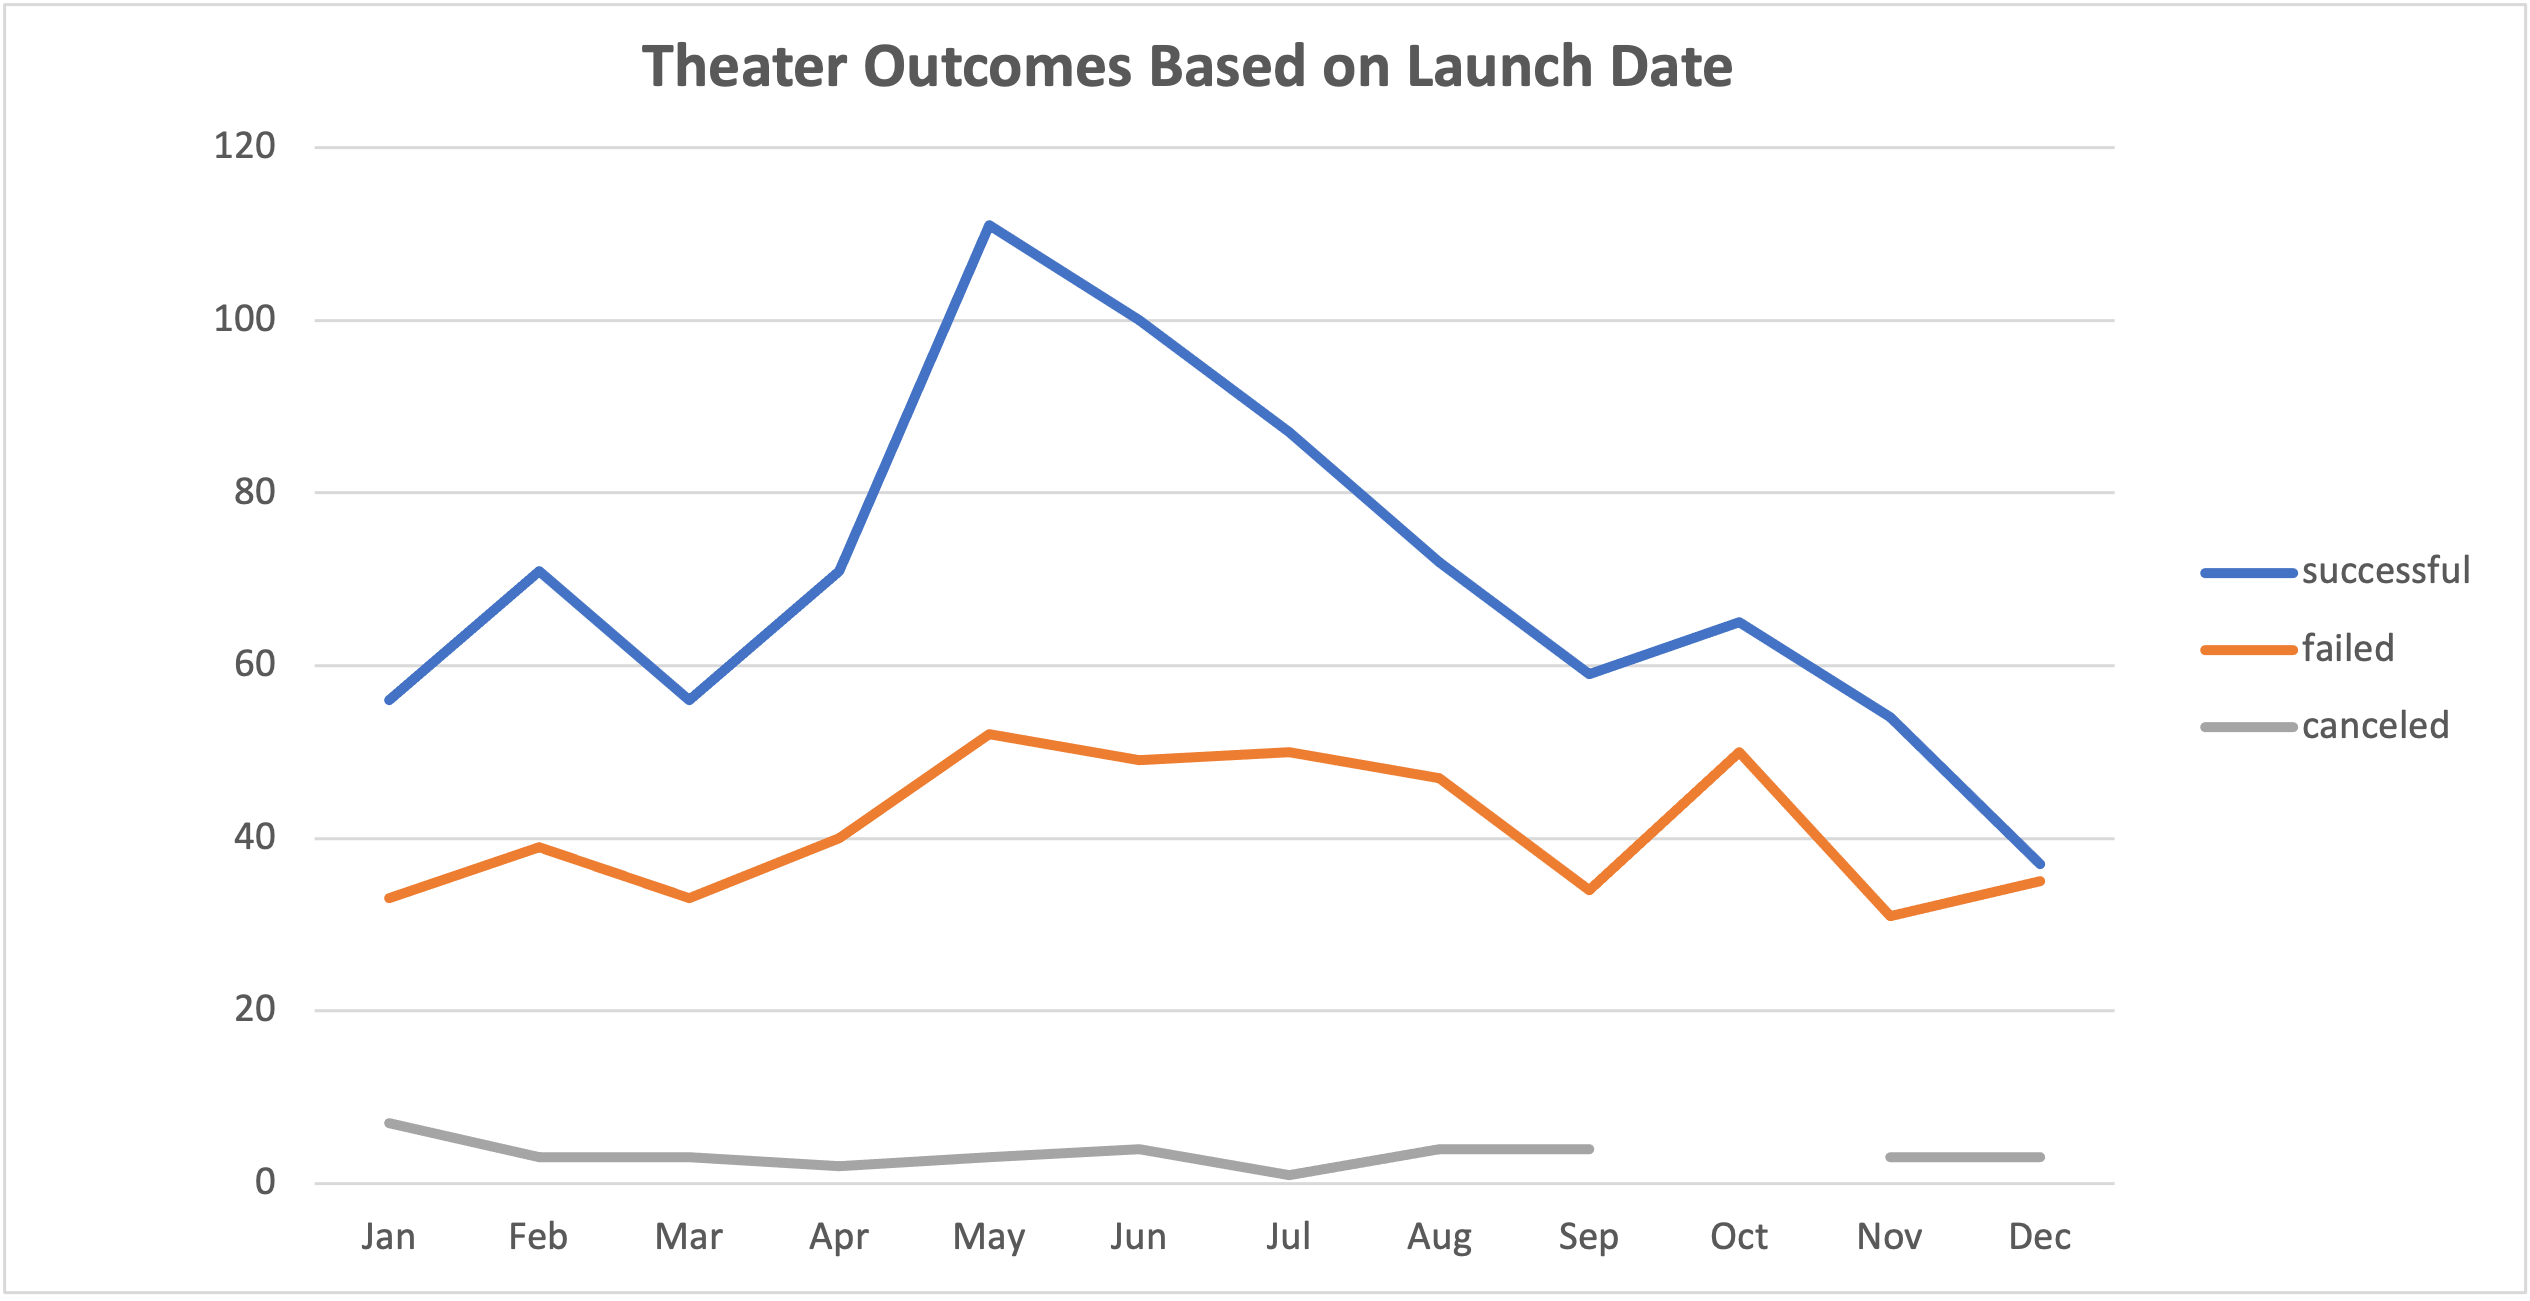 Theater Outcomes Based on Launch Date
120
100
80
60
40
20
0
Jan Feb Mar Apr May Jun Jul Aug Sep Oct Nov Dec
successful
failed
canceled